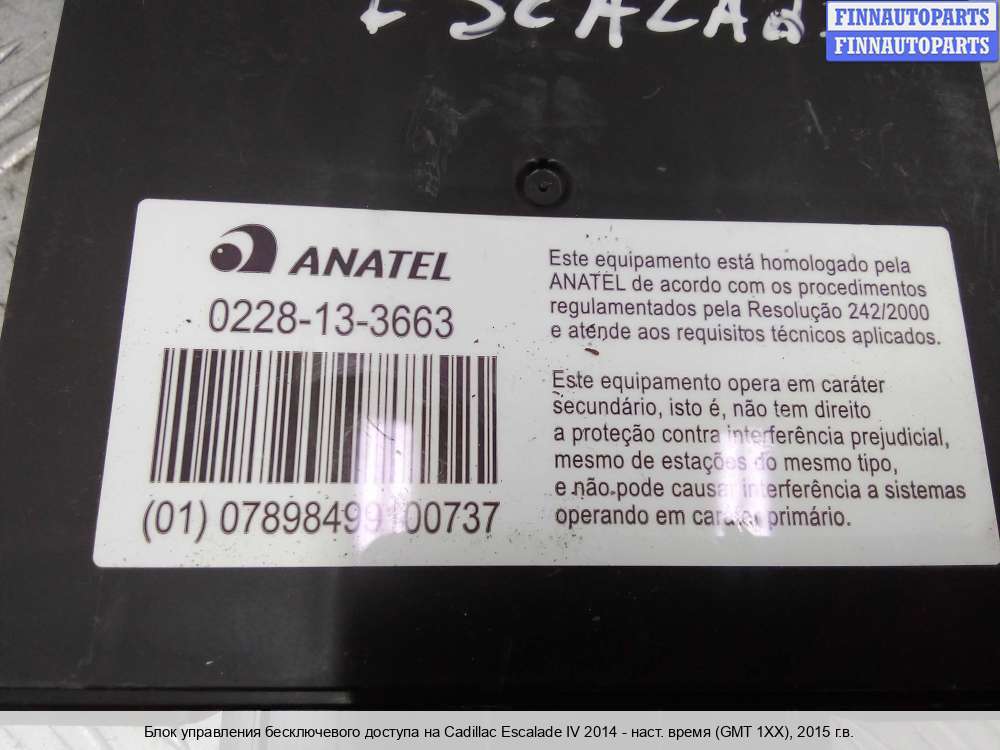 ESCALADE
FINNAUTOPARTS
FINNAUTOPARTS
ANATEL
0228-13-3663
(01) 07898499100737
Este equipamento está homologado pela
ANATEL de acordo com os procedimentos
regulamentados pela Resolução 242/2000
e atende aos requisitos técnicos aplicados.
Este equipamento opera em caráter
secundário, isto é, não tem direito
a proteção contra interferência prejudicial,
mesmo de estações do mesmo tipo,
e não pode causar interferência a sistemas
operando em caráter primário.
Блок управления бесключевого доступа на Cadillac Escalade IV 2014 - наст. время (GMT 1XX), 2015 г.в.